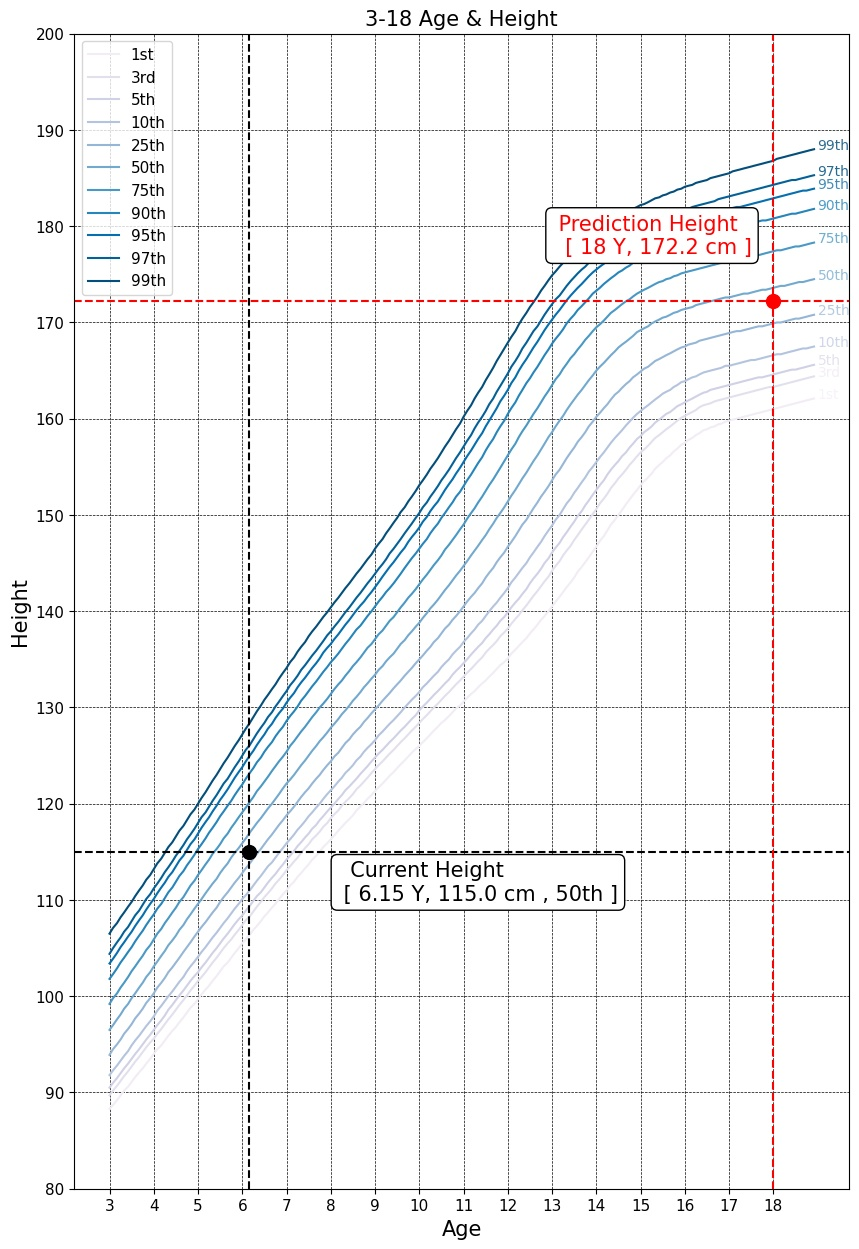 3-18 Age & Height
200
190
180
170
160
150
140
130
120
110
100
90
80
Height
1st
3rd
5th
10th
25th
50th
75th
90th
95th
97th
99th
99th
97th
95th
90th
75th
50th
25th
10th
5th
3rd
1st
Prediction Height
[ 18 Y, 172.2 cm ]
Current Height
[ 6.15 Y, 115.0 cm , 50th ]
3 4 5 6 7 8 9 10 11 12 13 14 15 16 17 18
Age